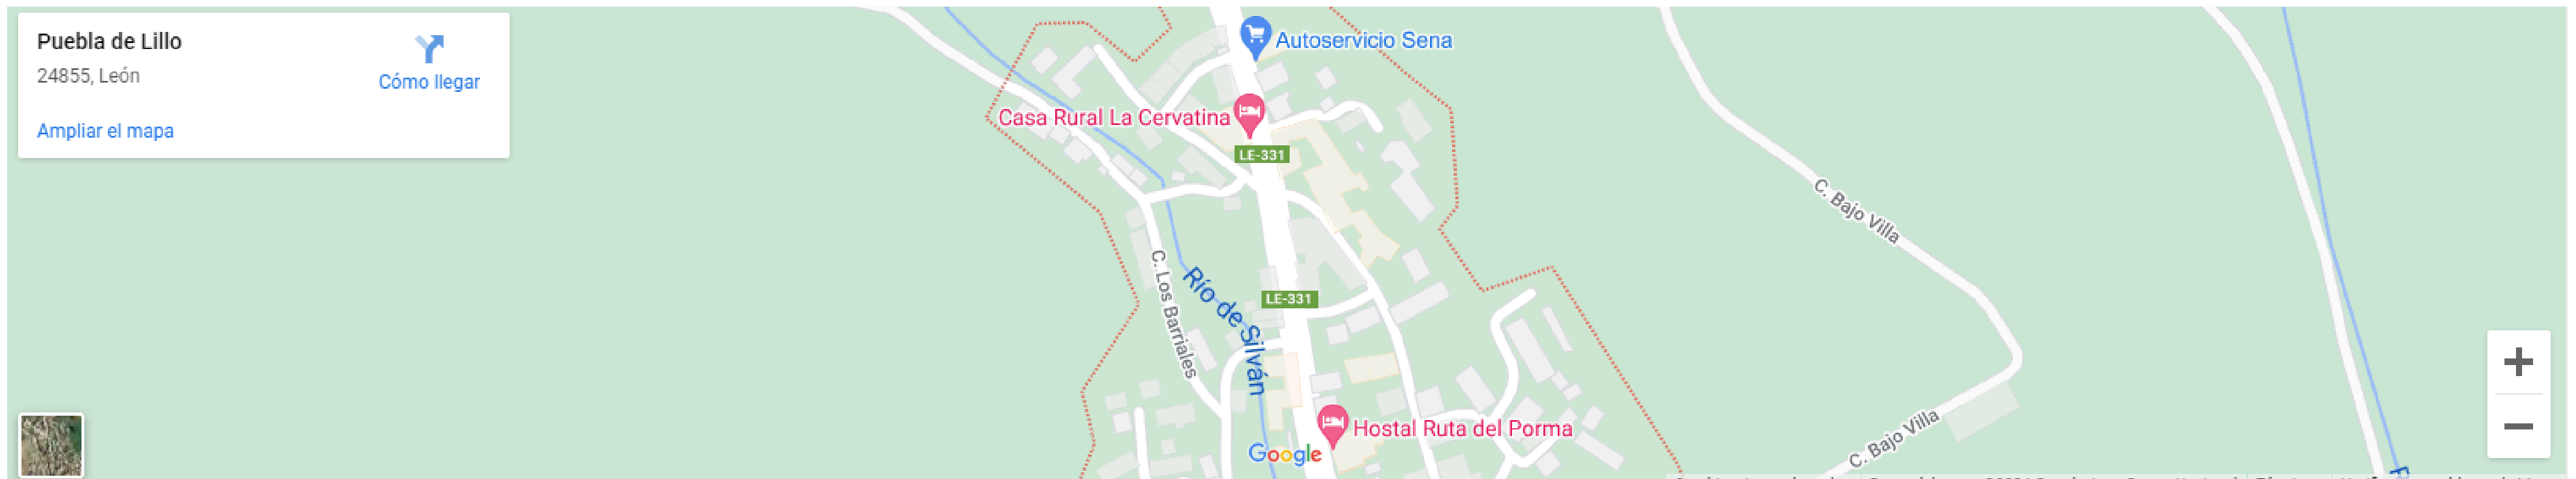 Puebla de Lillo
24855, León
Cómo llegar
Ampliar el mapa
Autoservicio Sena
Casa Rural La Cervatina
LE-331
C. Bajo Villa
C. Los Barriales
Río de Silván
LE-331
Hostal Ruta del Porma
C. Bajo Villa
Google